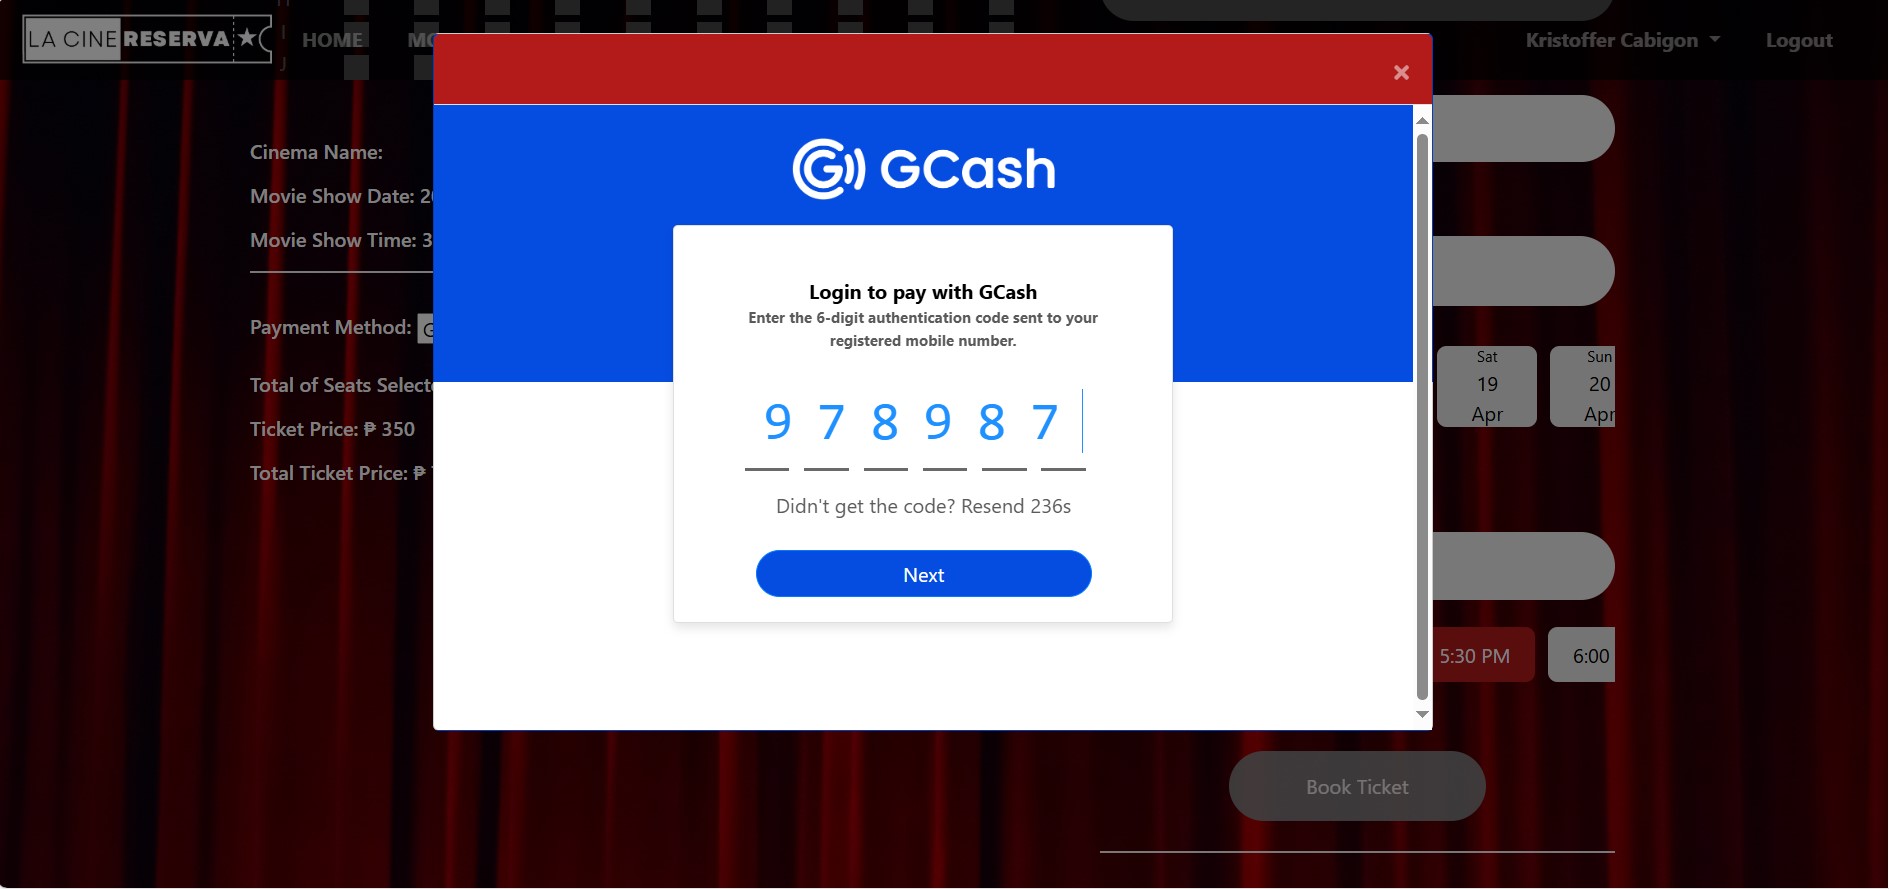 LA CINE RESERVA
HOME
Kristoffer Cabigon
Logout
Cinema Name:
Movie Show Date:
Movie Show Time: 3
Payment Method:
Total of Seats
Ticket Price: ₱ 350
Total Ticket Price: ₱
GCash
Login to pay with GCash
Enter the 6-digit authentication code sent to your
registered mobile number.
9 7 8 9 8 7
Didn't get the code? Resend 236s
Next
Sat
19
Apr
Sun
20
Apr
5:30 PM
6:00
Book Ticket